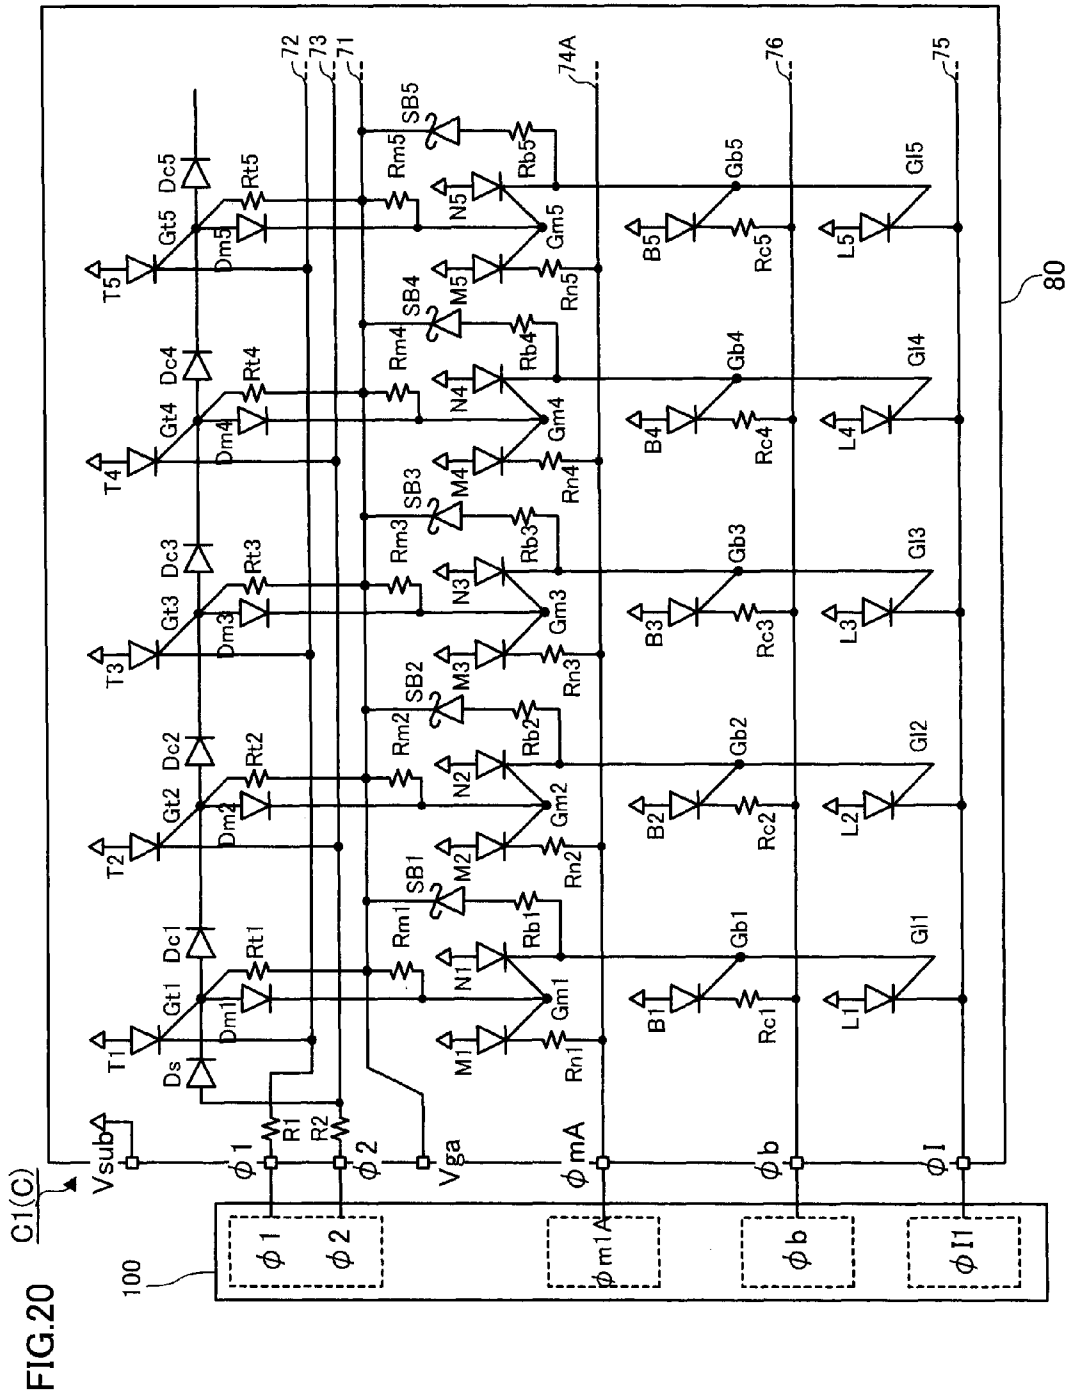 FIG.20
C1(C)
100
Vsub
ϕ1
R1
R2
ϕ2
Vga
ϕmA
ϕb
ϕI
ϕ1
ϕ2
ϕm1A
ϕb
ϕI1
72
73
71
74A
76
75
80
T1
T2
T3
T4
T5
Ds
Gt1
Dc1
Gt2
Dc2
Gt3
Dc3
Gt4
Dc4
Gt5
Dc5
Dm1
Rt1
Dm2
Rt2
Dm3
Rt3
Dm4
Rt4
Dm5
Rt5
Rm1
SB1
Rm2
SB2
Rm3
SB3
Rm4
SB4
Rm5
SB5
M1
N1
M2
N2
M3
N3
M4
N4
M5
N5
Rn1
Gm1
Rb1
Rn2
Gm2
Rb2
Rn3
Gm3
Rb3
Rn4
Gm4
Rb4
Rn5
Gm5
Rb5
B1
Gb1
B2
Gb2
B3
Gb3
B4
Gb4
B5
Gb5
Rc1
Rc2
Rc3
Rc4
Rc5
L1
Gl1
L2
Gl2
L3
Gl3
L4
Gl4
L5
Gl5